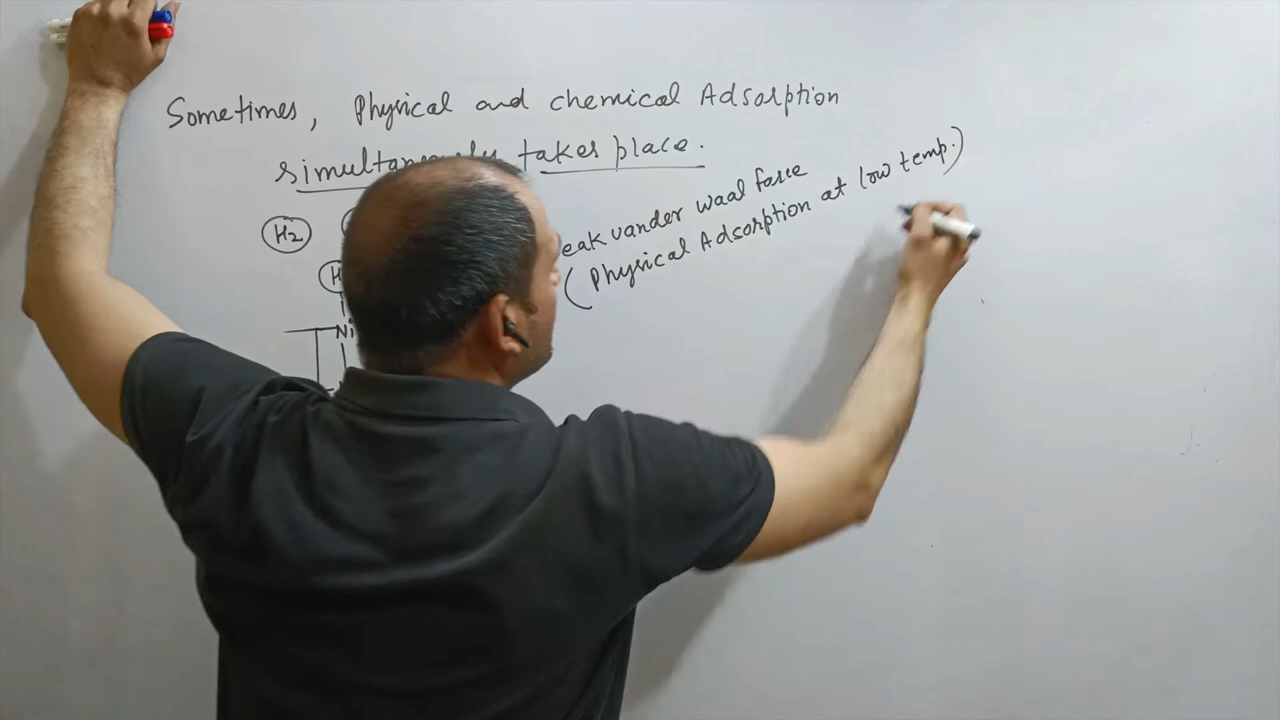 Sometimes, Physical and chemical Adsorption
simultaneously takes place.
H2
eak vander waal force
(Physical Adsorption at low temp.)
H
Ni